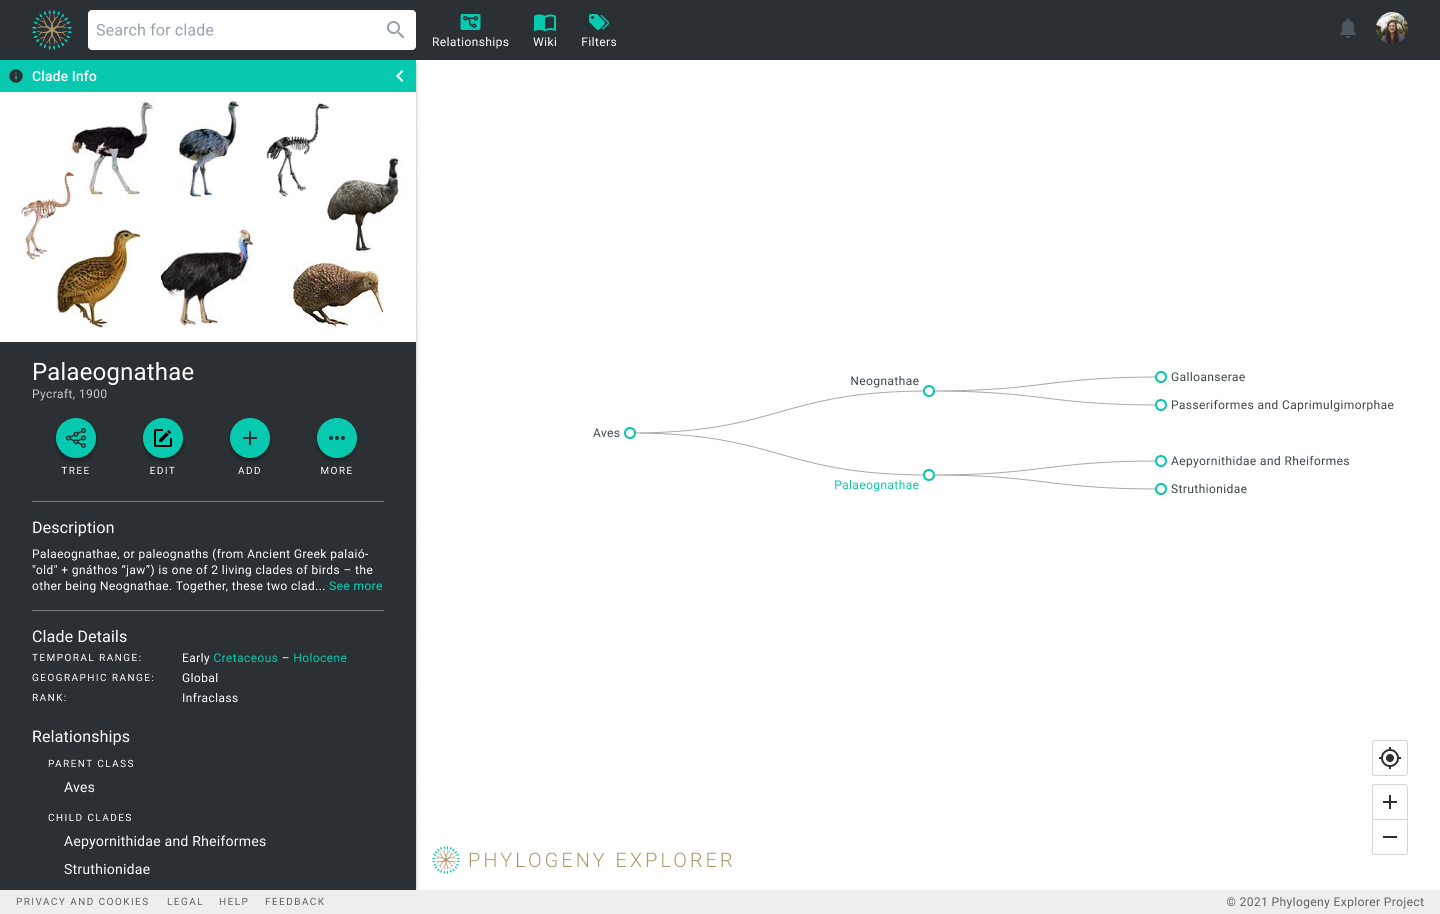 Search for clade
Relationships
Wiki
Filters
Clade Info
Palaeognathae
Pycraft, 1900
TREE
EDIT
ADD
MORE
Description
Palaeognathae, or paleognaths (from Ancient Greek palaió-
"old" + gnáthos “jaw”) is one of 2 living clades of birds – the
other being Neognathae. Together, these two clad... See more
Clade Details
TEMPORAL RANGE: Early Cretaceous – Holocene
GEOGRAPHIC RANGE: Global
RANK: Infraclass
Relationships
PARENT CLASS
Aves
CHILD CLADES
Aepyornithidae and Rheiformes
Struthionidae
Aves
Neognathae
Palaeognathae
Galloanserae
Passeriformes and Caprimulgimorphae
Aepyornithidae and Rheiformes
Struthionidae
PHYLOGENY EXPLORER
PRIVACY AND COOKIES LEGAL HELP FEEDBACK
© 2021 Phylogeny Explorer Project